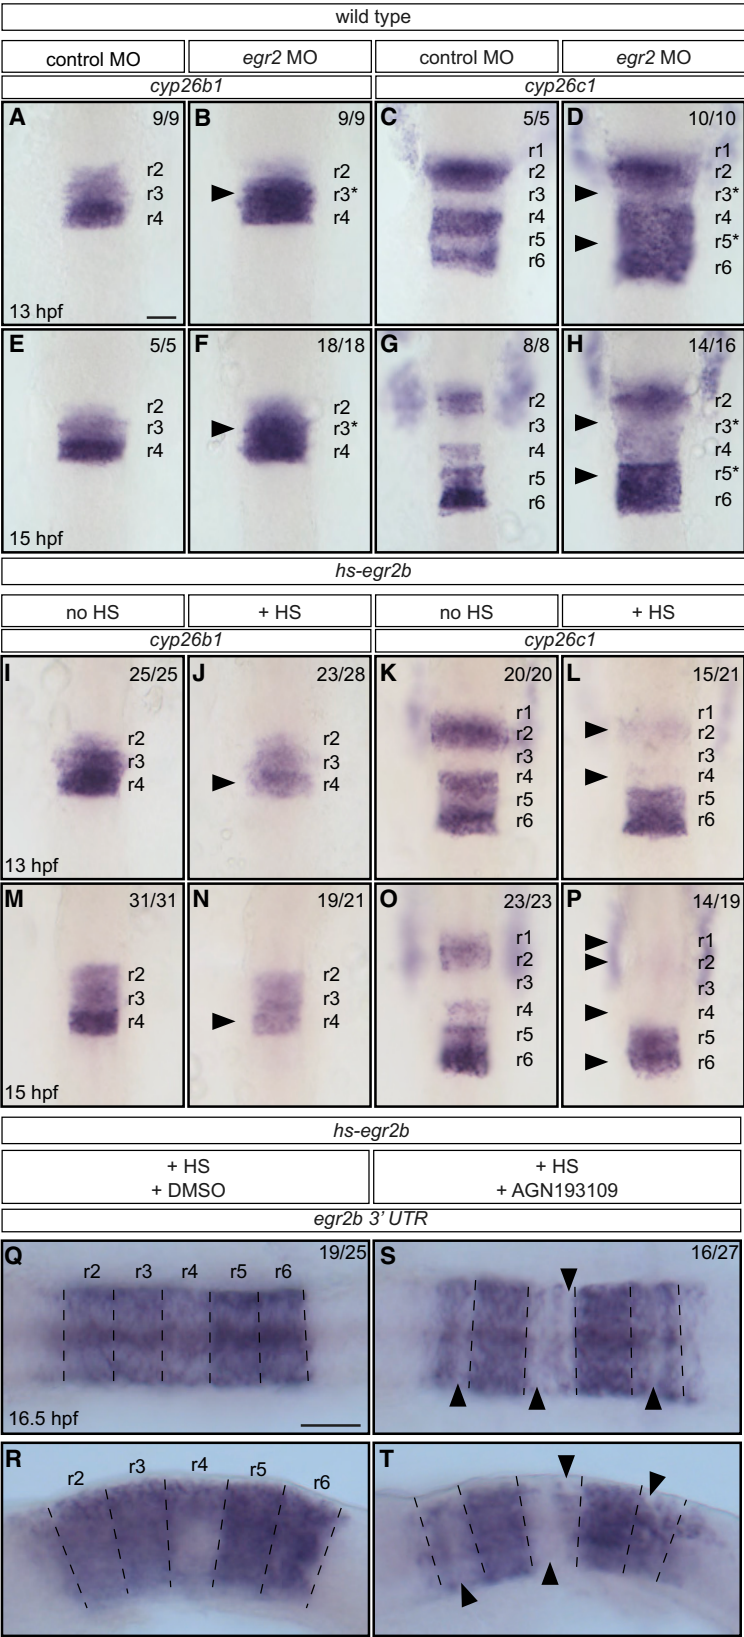 wild type
control MO
egr2 MO
control MO
egr2 MO
cyp26b1
cyp26c1
A
9/9
r2
r3
r4
13 hpf
B
9/9
r2
r3*
r4
C
5/5
r1
r2
r3
r4
r5
r6
D
10/10
r1
r2
r3*
r4
r5*
r6
E
5/5
r2
r3
r4
15 hpf
F
18/18
r2
r3*
r4
G
8/8
r2
r3
r4
r5
r6
H
14/16
r2
r3*
r4
r5*
r6
hs-egr2b
no HS
+ HS
no HS
+ HS
cyp26b1
cyp26c1
I
25/25
r2
r3
r4
13 hpf
J
23/28
r2
r3
r4
K
20/20
r1
r2
r3
r4
r5
r6
L
15/21
r1
r2
r3
r4
r5
r6
M
31/31
r2
r3
r4
15 hpf
N
19/21
r2
r3
r4
O
23/23
r1
r2
r3
r4
r5
r6
P
14/19
r1
r2
r3
r4
r5
r6
hs-egr2b
+ HS
+ DMSO
+ HS
+ AGN193109
egr2b 3' UTR
Q
19/25
r2 r3 r4 r5 r6
16.5 hpf
S
16/27
R
r2 r3 r4 r5 r6
T